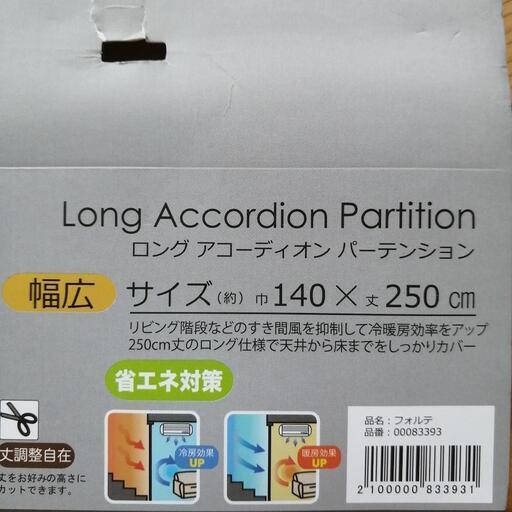 Long Accordion Partition
ロング アコーディオン パーテンション
幅広 サイズ(約) 巾140×丈250cm
リビング階段などのすき間風を抑制して冷暖房効率をアップ
250cm丈のロング仕様で天井から床までをしっかりカバー
省エネ対策
冷房効果
UP
暖房効果
UP
丈調整自在
丈をお好みの高さに
カットできます。
品名:フォルテ
品番:00083393
2 100000 833931